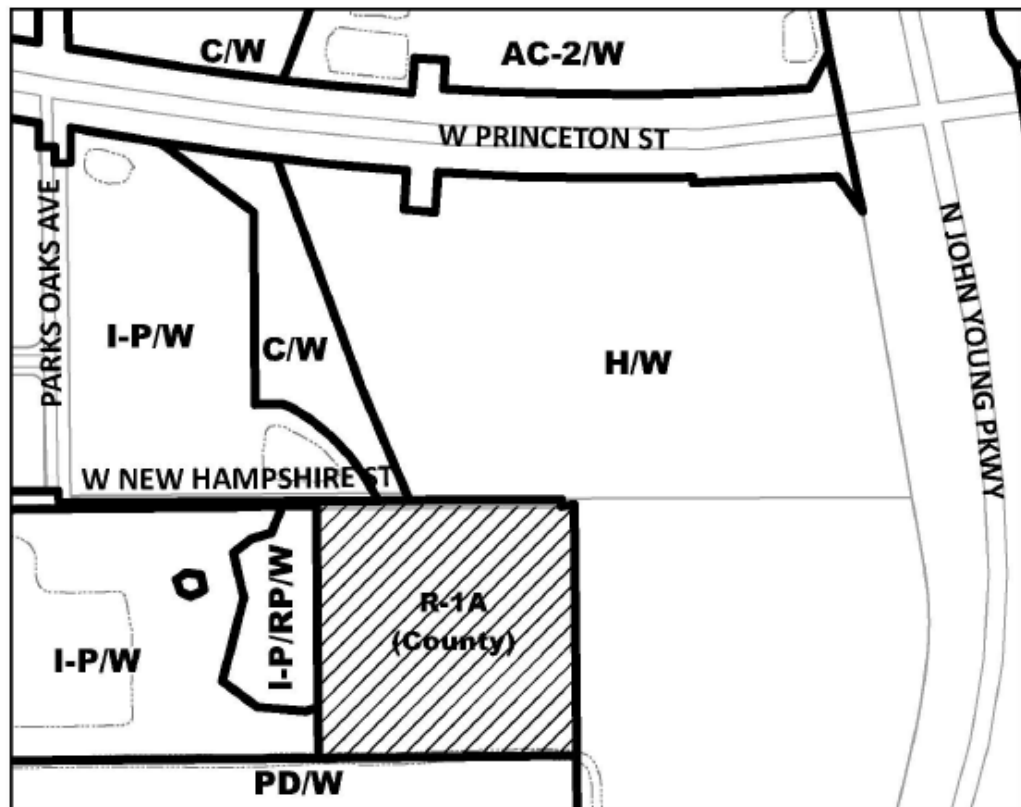 C/W
AC-2/W
W PRINCETON ST
PARKS OAKS AVE
N JOHN YOUNG PKWY
I-P/W
C/W
H/W
W NEW HAMPSHIRE ST
I-P/RP/W
R-1A
(County)
I-P/W
PD/W